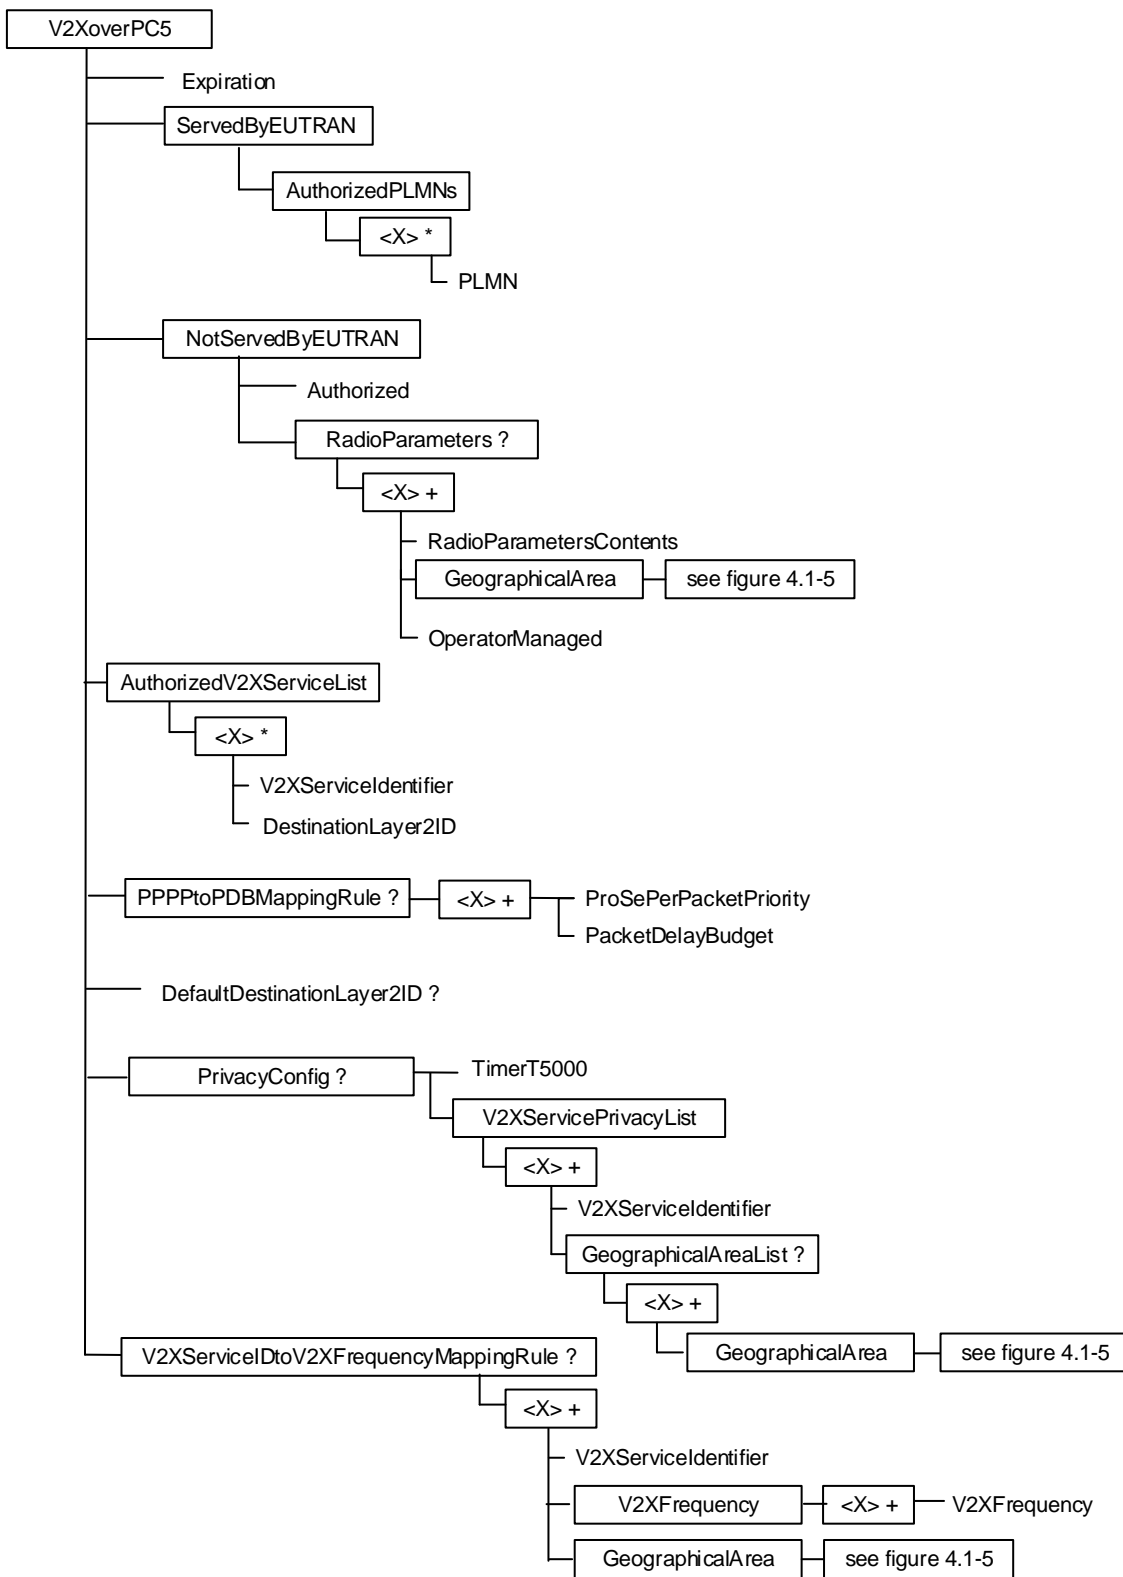 V2XoverPC5
Expiration
ServedByEUTRAN
AuthorizedPLMNs
<X> *
PLMN
NotServedByEUTRAN
Authorized
RadioParameters ?
<X> +
RadioParametersContents
GeographicalArea
see figure 4.1-5
OperatorManaged
AuthorizedV2XServiceList
<X> *
V2XServiceIdentifier
DestinationLayer2ID
PPPPtoPDBMappingRule ?
<X> +
ProSePerPacketPriority
PacketDelayBudget
DefaultDestinationLayer2ID ?
PrivacyConfig ?
TimerT5000
V2XServicePrivacyList
<X> +
V2XServiceIdentifier
GeographicalAreaList ?
<X> +
GeographicalArea
see figure 4.1-5
V2XServiceIDtoV2XFrequencyMappingRule ?
<X> +
V2XServiceIdentifier
V2XFrequency
<X> +
V2XFrequency
GeographicalArea
see figure 4.1-5